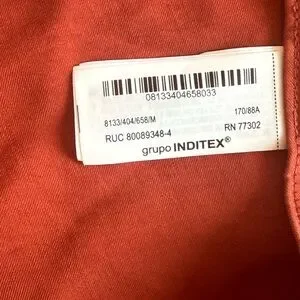 08133404658033
8133/404/658/M 170/88A
RUC 80089348-4 RN 77302
grupo INDITEX®